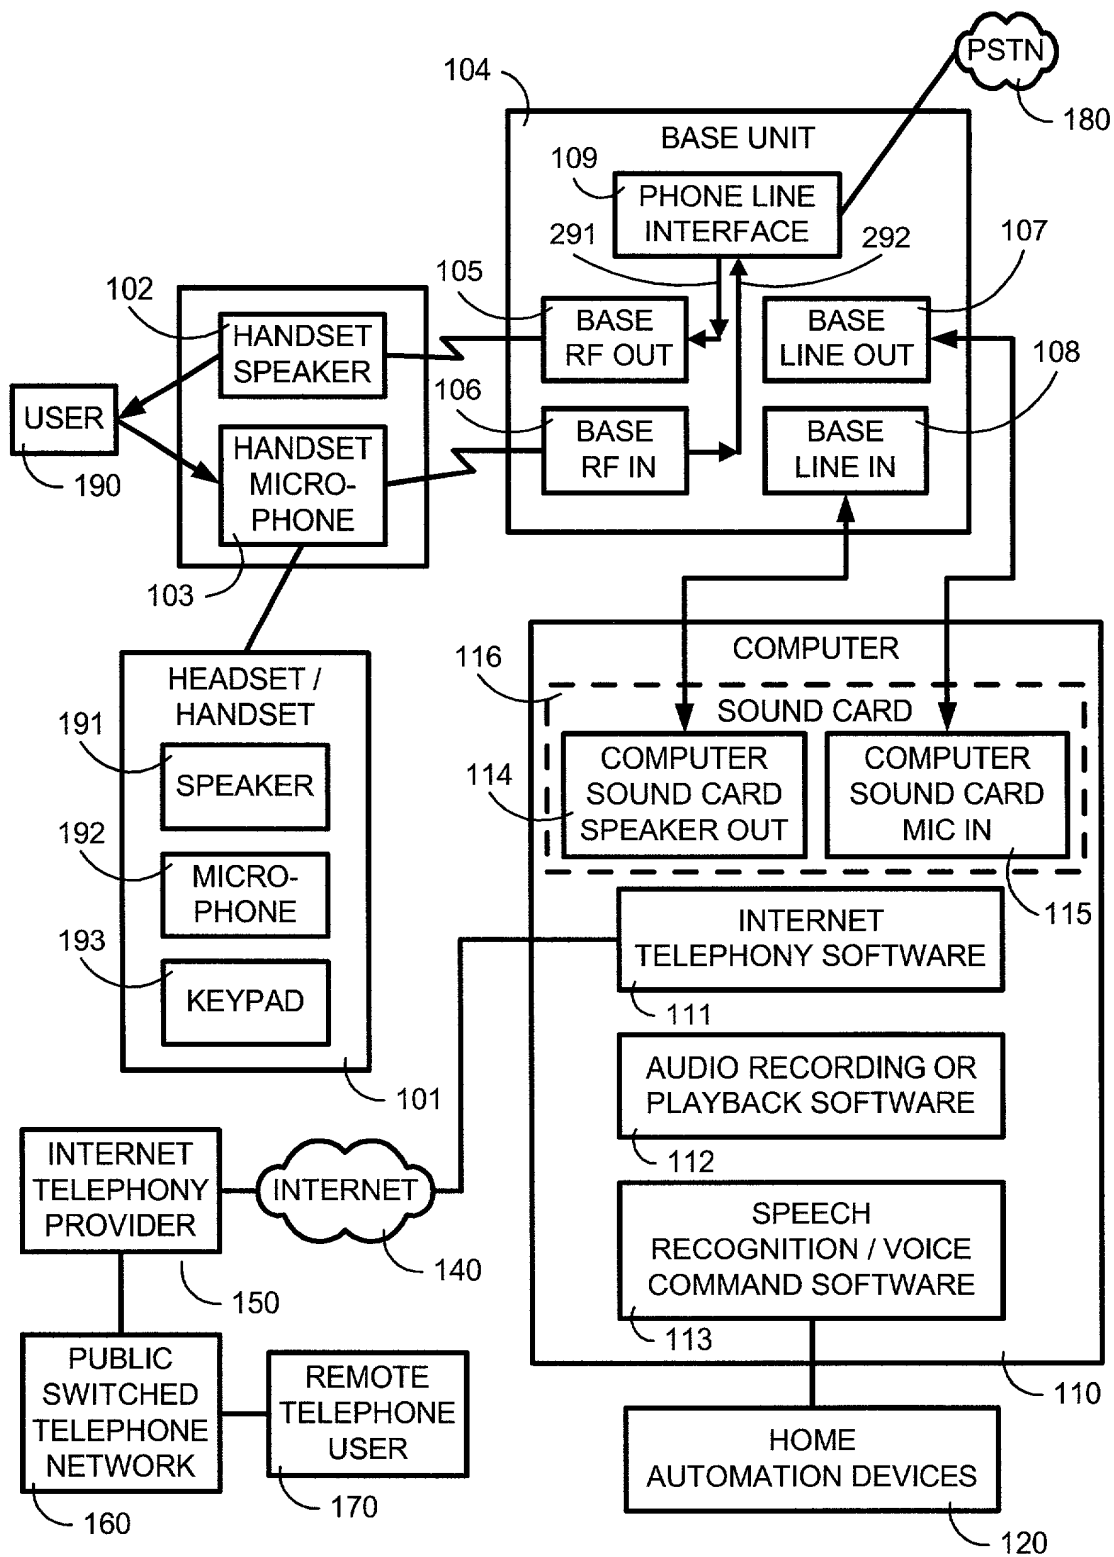 PSTN
180
104
BASE UNIT
109
PHONE LINE
INTERFACE
291
292
107
105
BASE
RF OUT
BASE
LINE OUT
108
102
HANDSET
SPEAKER
106
BASE
RF IN
BASE
LINE IN
USER
190
HANDSET
MICRO-
PHONE
103
HEADSET /
HANDSET
191
SPEAKER
192
MICRO-
PHONE
193
KEYPAD
101
COMPUTER
116
SOUND CARD
114
COMPUTER
SOUND CARD
SPEAKER OUT
COMPUTER
SOUND CARD
MIC IN
115
INTERNET
TELEPHONY SOFTWARE
111
AUDIO RECORDING OR
PLAYBACK SOFTWARE
112
SPEECH
RECOGNITION / VOICE
COMMAND SOFTWARE
113
110
HOME
AUTOMATION DEVICES
120
INTERNET
TELEPHONY
PROVIDER
150
INTERNET
140
PUBLIC
SWITCHED
TELEPHONE
NETWORK
160
REMOTE
TELEPHONE
USER
170